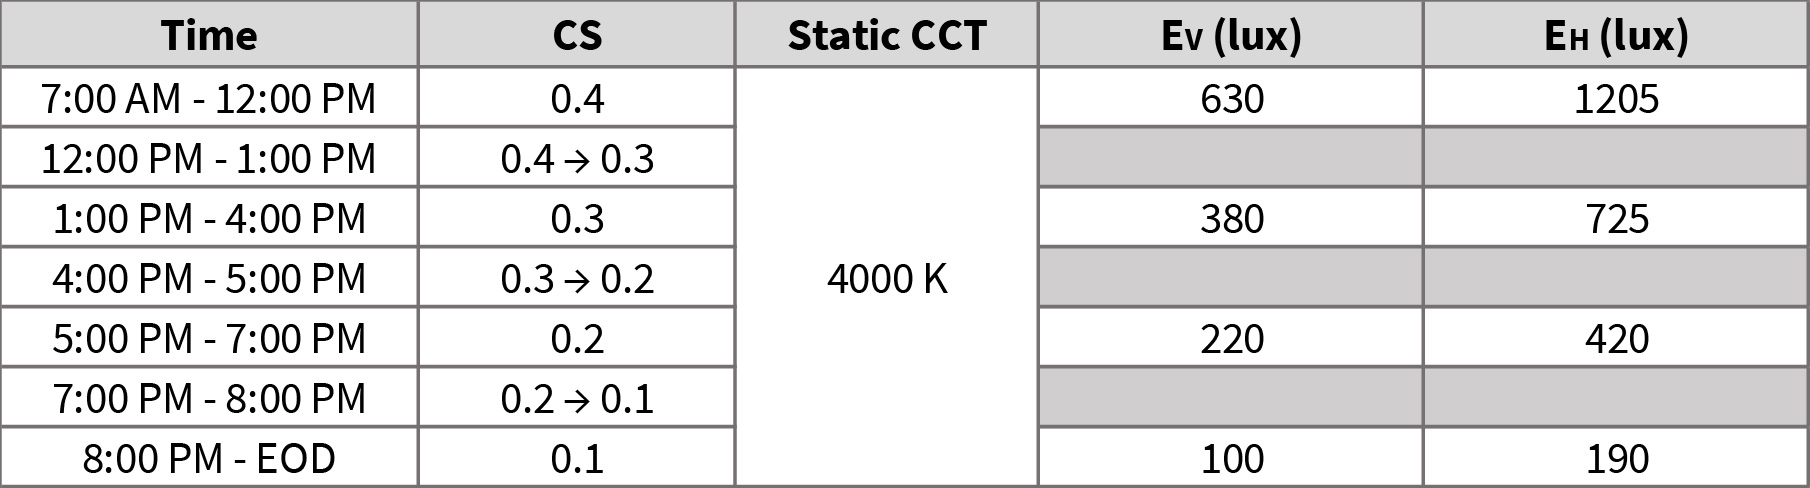 Time CS Static CCT EV (lux) EH (lux)
7:00 AM - 12:00 PM 0.4 630 1205
12:00 PM - 1:00 PM 0.4 → 0.3
1:00 PM - 4:00 PM 0.3 380 725
4:00 PM - 5:00 PM 0.3 → 0.2 4000 K
5:00 PM - 7:00 PM 0.2 220 420
7:00 PM - 8:00 PM 0.2 → 0.1
8:00 PM - EOD 0.1 100 190